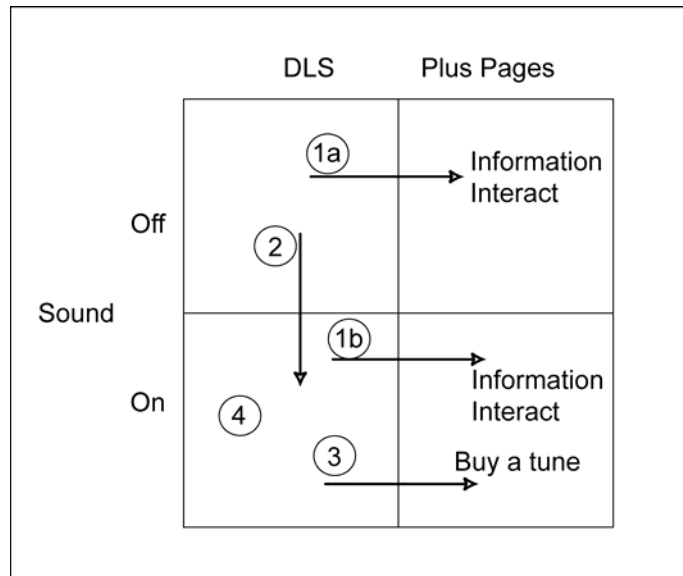 DLS Plus Pages
1a
Information
Interact
Off
2
Sound
1b
Information
Interact
On
4
3
Buy a tune